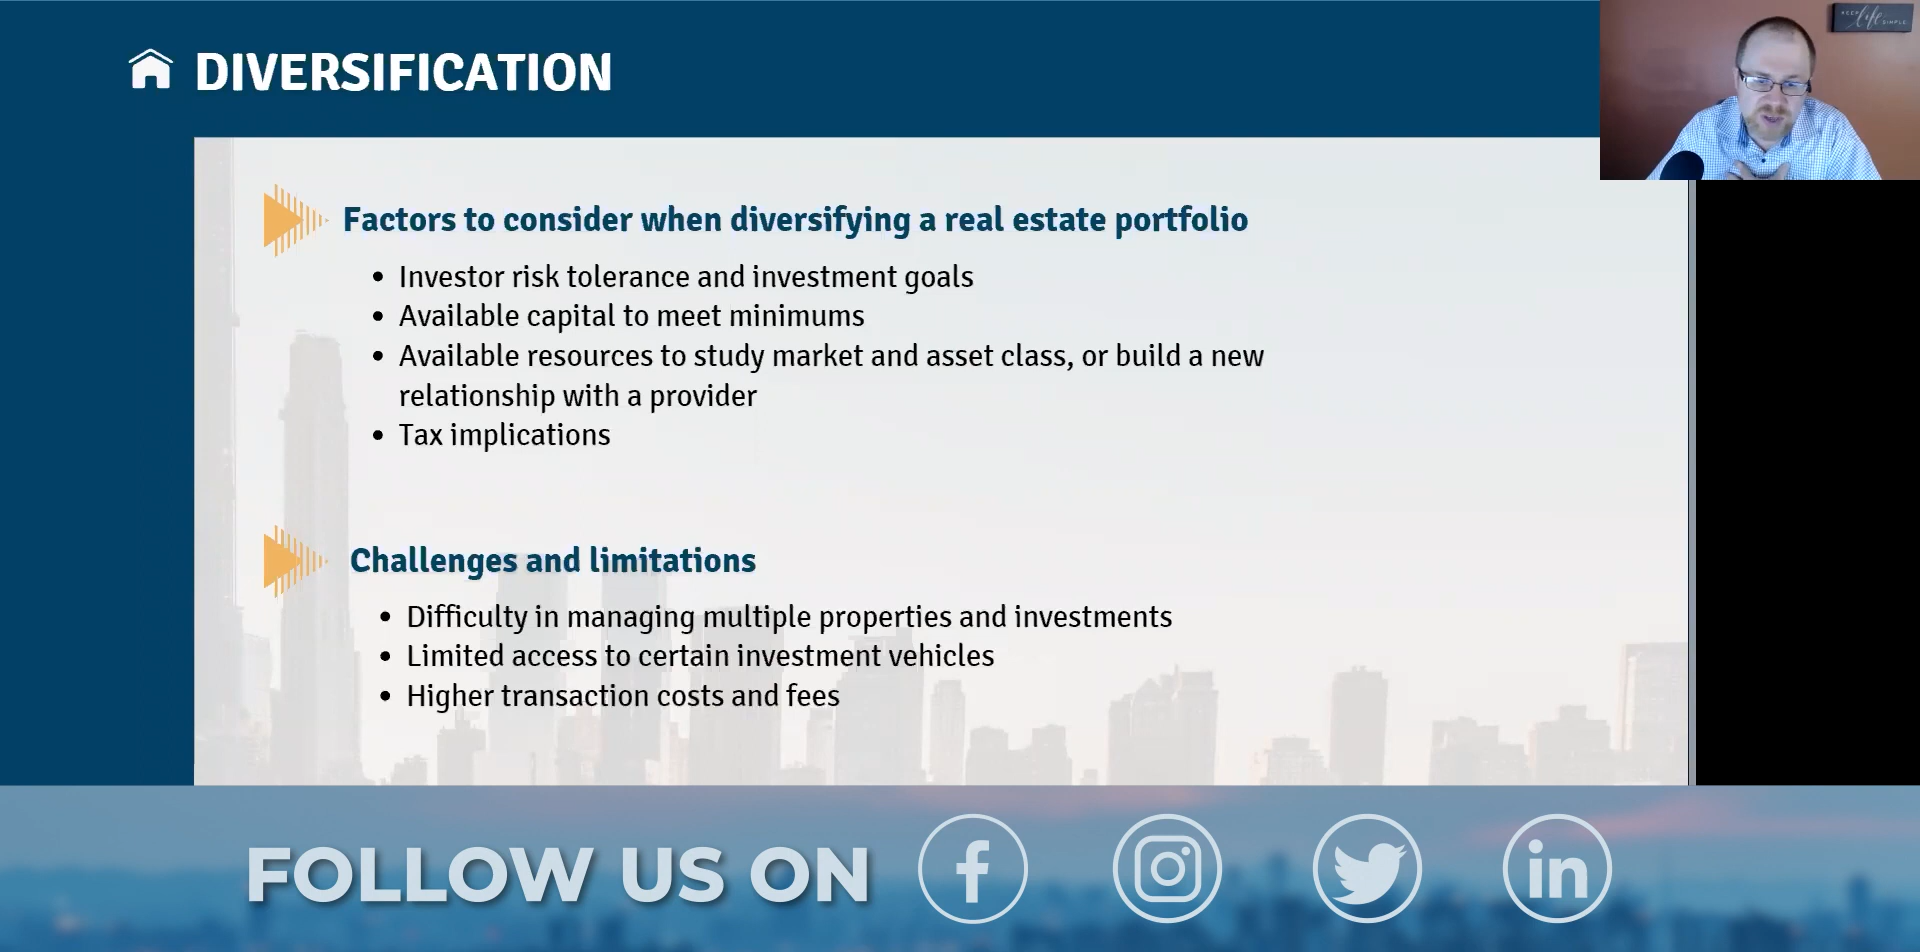 DIVERSIFICATION
KEEP life SIMPLE
Factors to consider when diversifying a real estate portfolio
• Investor risk tolerance and investment goals
• Available capital to meet minimums
• Available resources to study market and asset class, or build a new
relationship with a provider
• Tax implications
Challenges and limitations
• Difficulty in managing multiple properties and investments
• Limited access to certain investment vehicles
• Higher transaction costs and fees
FOLLOW US ON